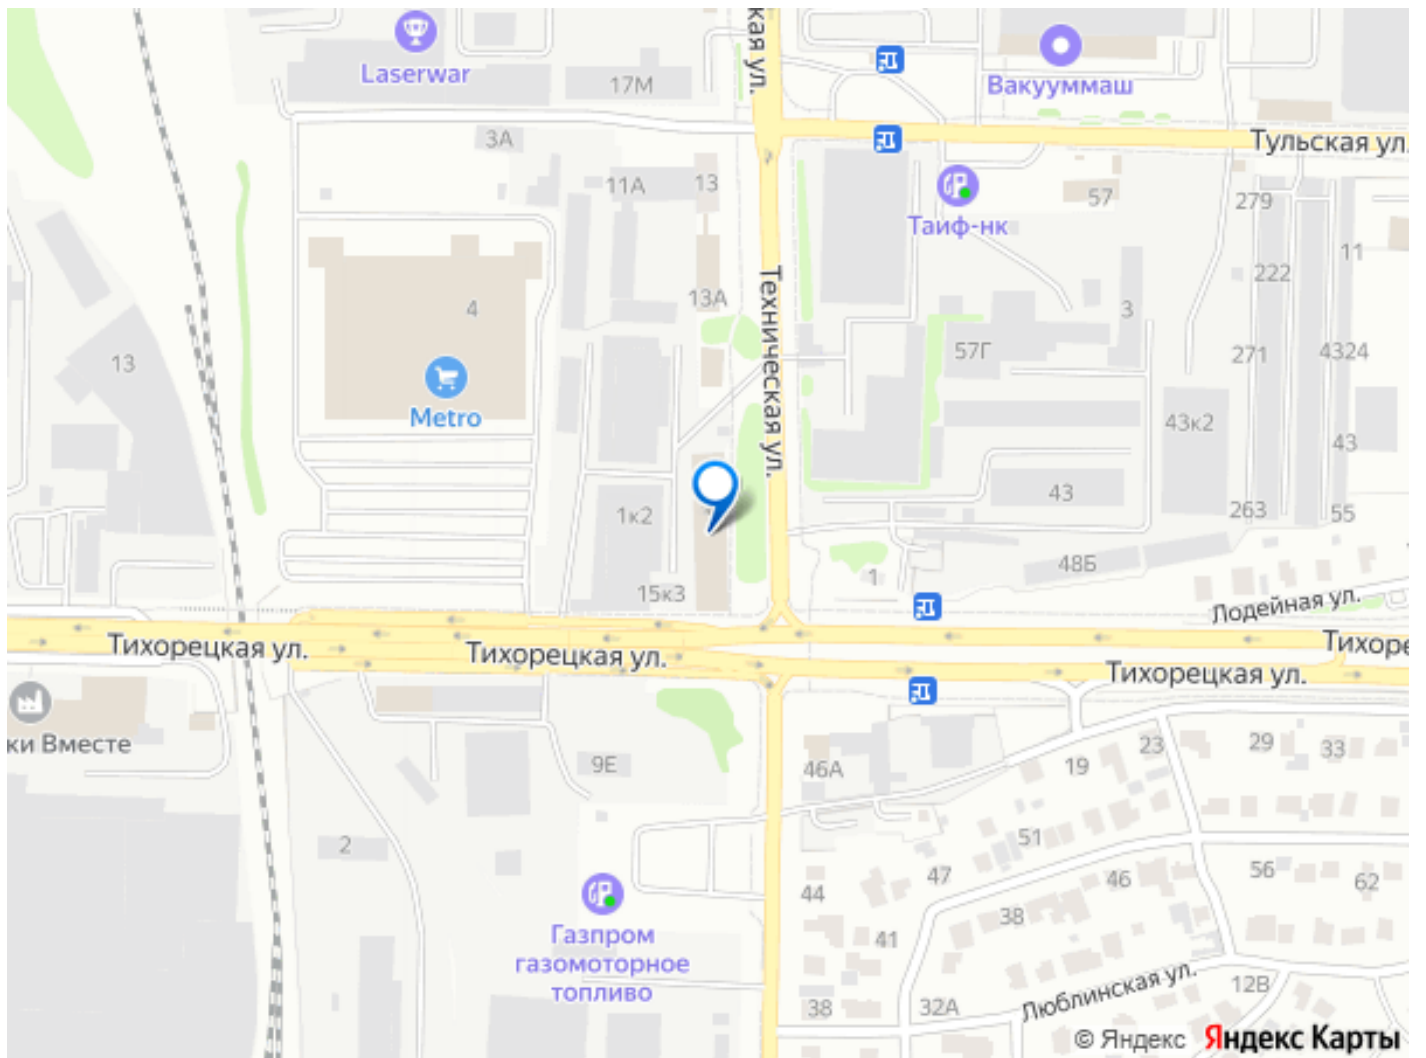 Laserwar
17М
кая ул.
Вакууммаш
3А
Тульская ул.
11А
13
57
279
Таиф-нк
11
222
13А
4
3
Техническая ул.
57Г
271
4324
13
Metro
43к2
43
43
1к2
263
55
48Б
1
15к3
Лодейная ул.
Тихорецкая ул.
Тихорецкая ул.
Тихоре
Тихорецкая ул.
ки Вместе
9Е
46А
19
23
29
33
2
51
47
46
56
62
44
38
41
Газпром
газомоторное
топливо
38
32А
Люблинская ул.
12В
© Яндекс Яндекс Карты